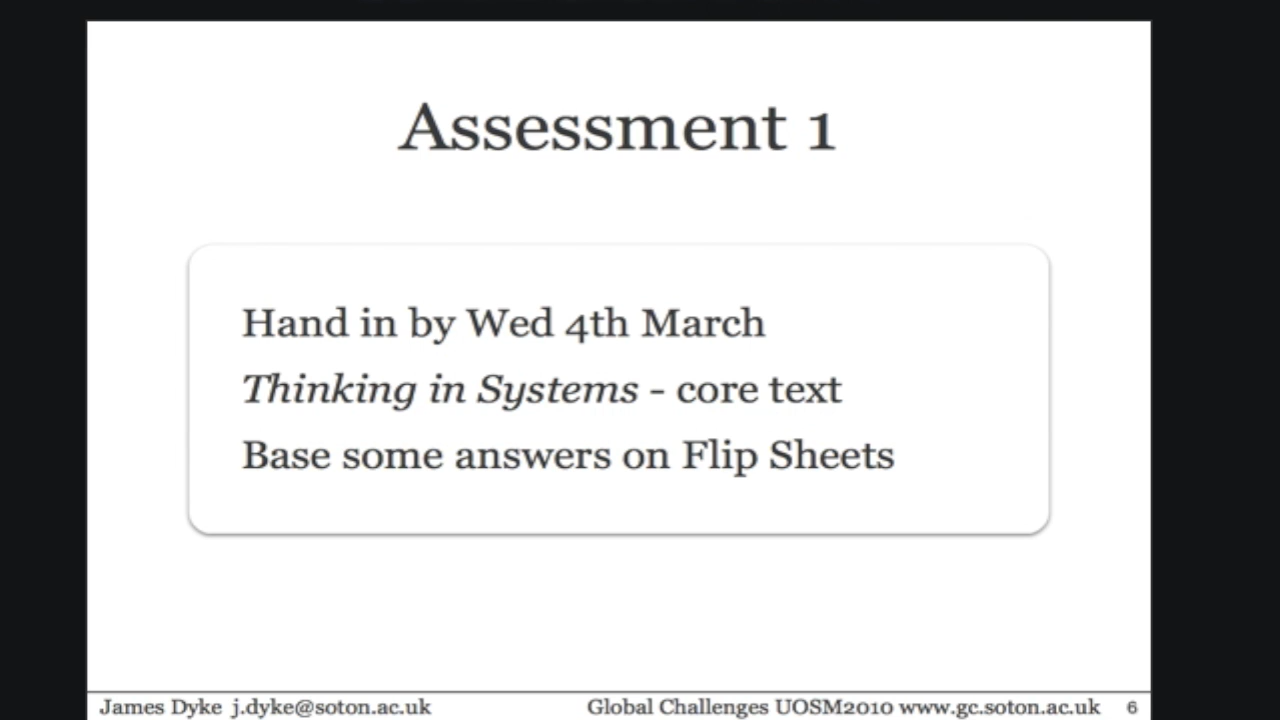 Assessment 1
Hand in by Wed 4th March
Thinking in Systems - core text
Base some answers on Flip Sheets
James Dyke j.dyke@soton.ac.uk Global Challenges UOSM2010 www.gc.soton.ac.uk 6